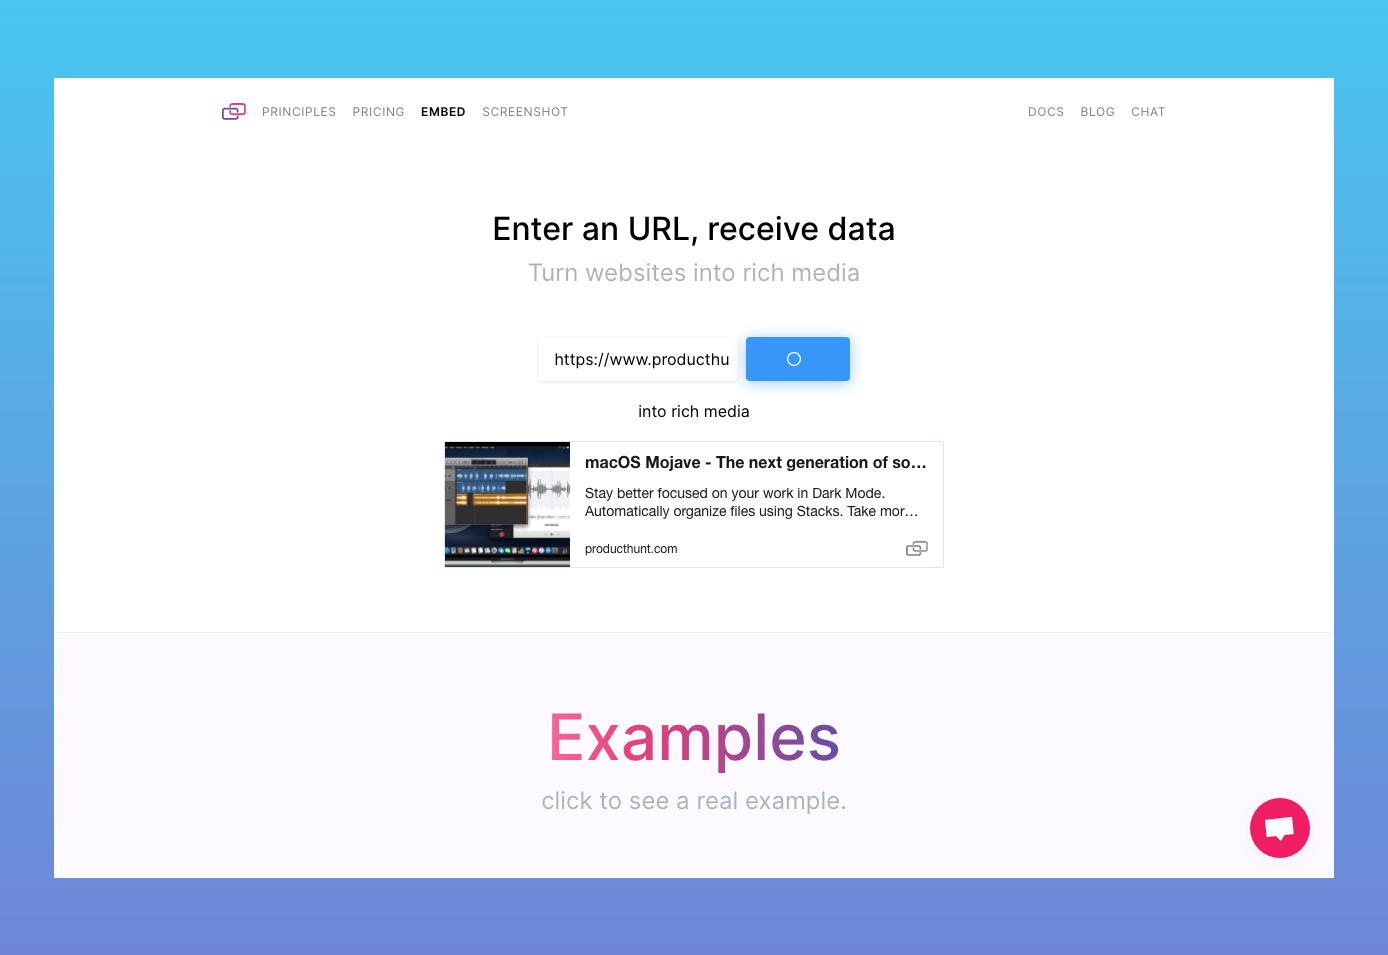 PRINCIPLES PRICING EMBED SCREENSHOT DOCS BLOG CHAT
Enter an URL, receive data
Turn websites into rich media
https://www.producthu
into rich media
macOS Mojave - The next generation of so...
Stay better focused on your work in Dark Mode.
Automatically organize files using Stacks. Take mor...
producthunt.com
Examples
click to see a real example.